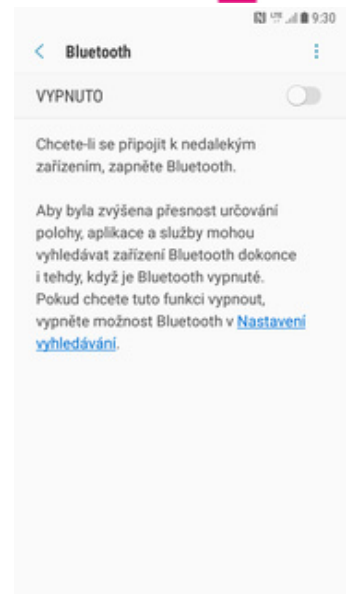 9:30
Bluetooth
VYPNUTO
Chcete-li se připojit k nedalekým
zařízením, zapněte Bluetooth.
Aby byla zvýšena přesnost určování
polohy, aplikace a služby mohou
vyhledávat zařízení Bluetooth dokonce
i tehdy, když je Bluetooth vypnuté.
Pokud chcete tuto funkci vypnout,
vypněte možnost Bluetooth v Nastavení
vyhledávání.